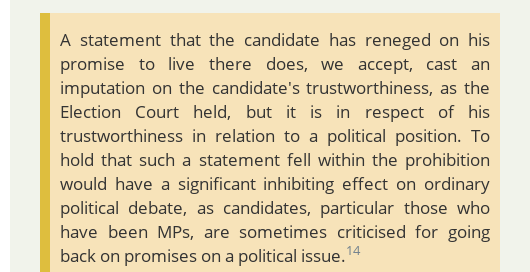 A statement that the candidate has reneged on his
promise to live there does, we accept, cast an
imputation on the candidate's trustworthiness, as the
Election Court held, but it is in respect of his
trustworthiness in relation to a political position. To
hold that such a statement fell within the prohibition
would have a significant inhibiting effect on ordinary
political debate, as candidates, particular those who
have been MPs, are sometimes criticised for going
back on promises on a political issue.14